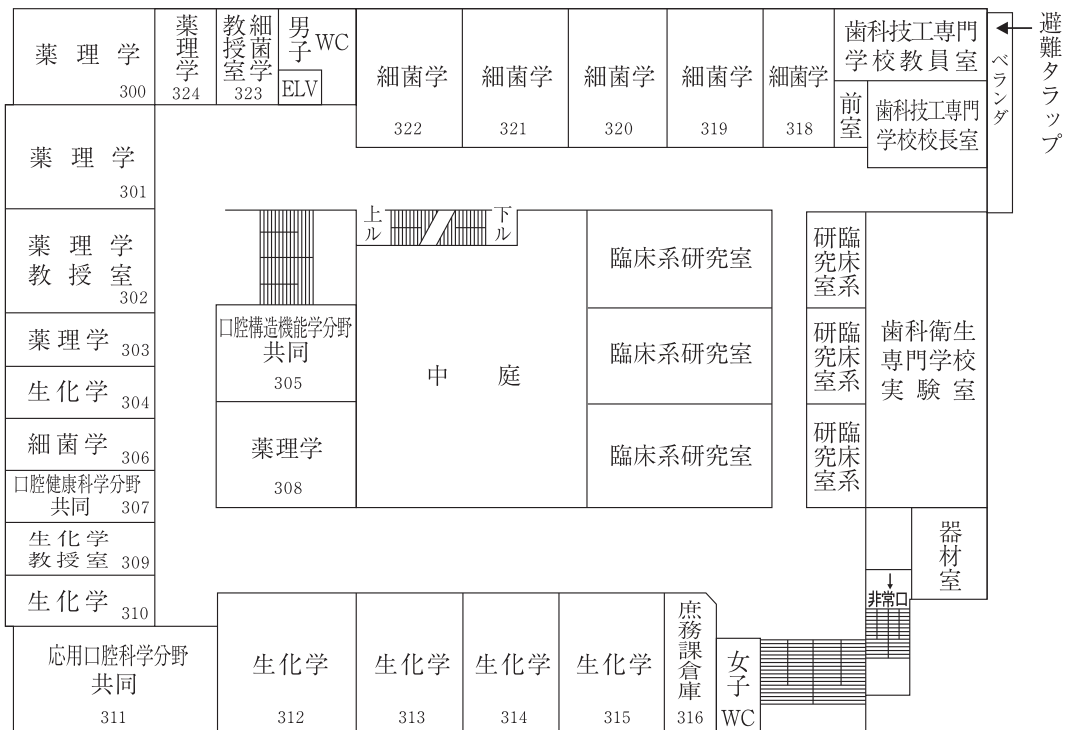 薬理学
300
薬理学
324
細菌学
教授室
323
男子WC
ELV
細菌学
322
細菌学
321
細菌学
320
細菌学
319
細菌学
318
歯科技工専門
学校教員室
前室
歯科技工専門
学校校長室
ベランダ
避難タラップ
薬理学
301
薬理学
教授室
302
薬理学 303
生化学 304
細菌学 306
口腔健康科学分野
共同 307
生化学
教授室 309
生化学 310
上ル
下ル
口腔構造機能学分野
共同
305
薬理学
308
中庭
臨床系研究室
臨床系研究室
臨床系研究室
臨床系
研究室
臨床系
研究室
臨床系
研究室
歯科衛生
専門学校
実験室
器材室
非常口
応用口腔科学分野
共同
311
生化学
312
生化学
313
生化学
314
生化学
315
庶務課倉庫
316
女子
WC